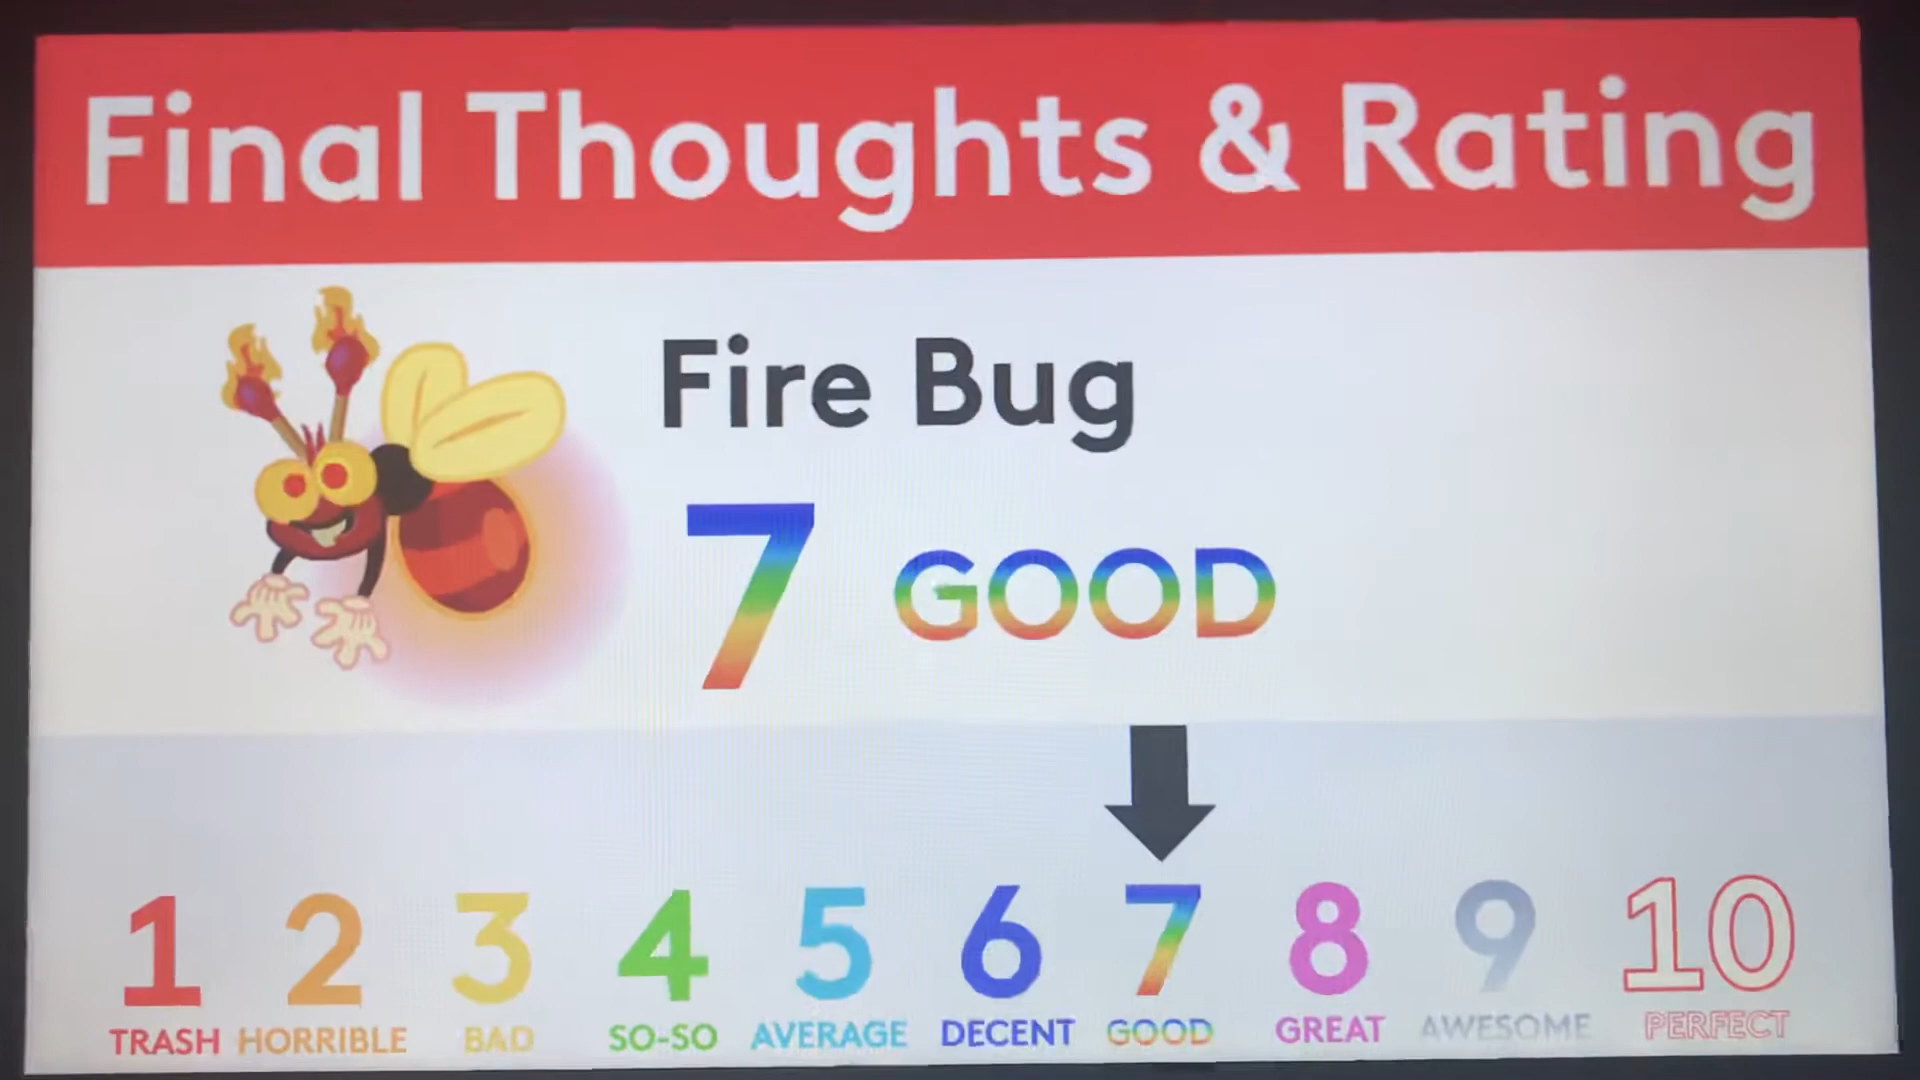 Final Thoughts & Rating
Fire Bug
7 GOOD
1 2 3 4 5 6 7 8 9 10
TRASH HORRIBLE BAD SO-SO AVERAGE DECENT GOOD GREAT AWESOME PERFECT